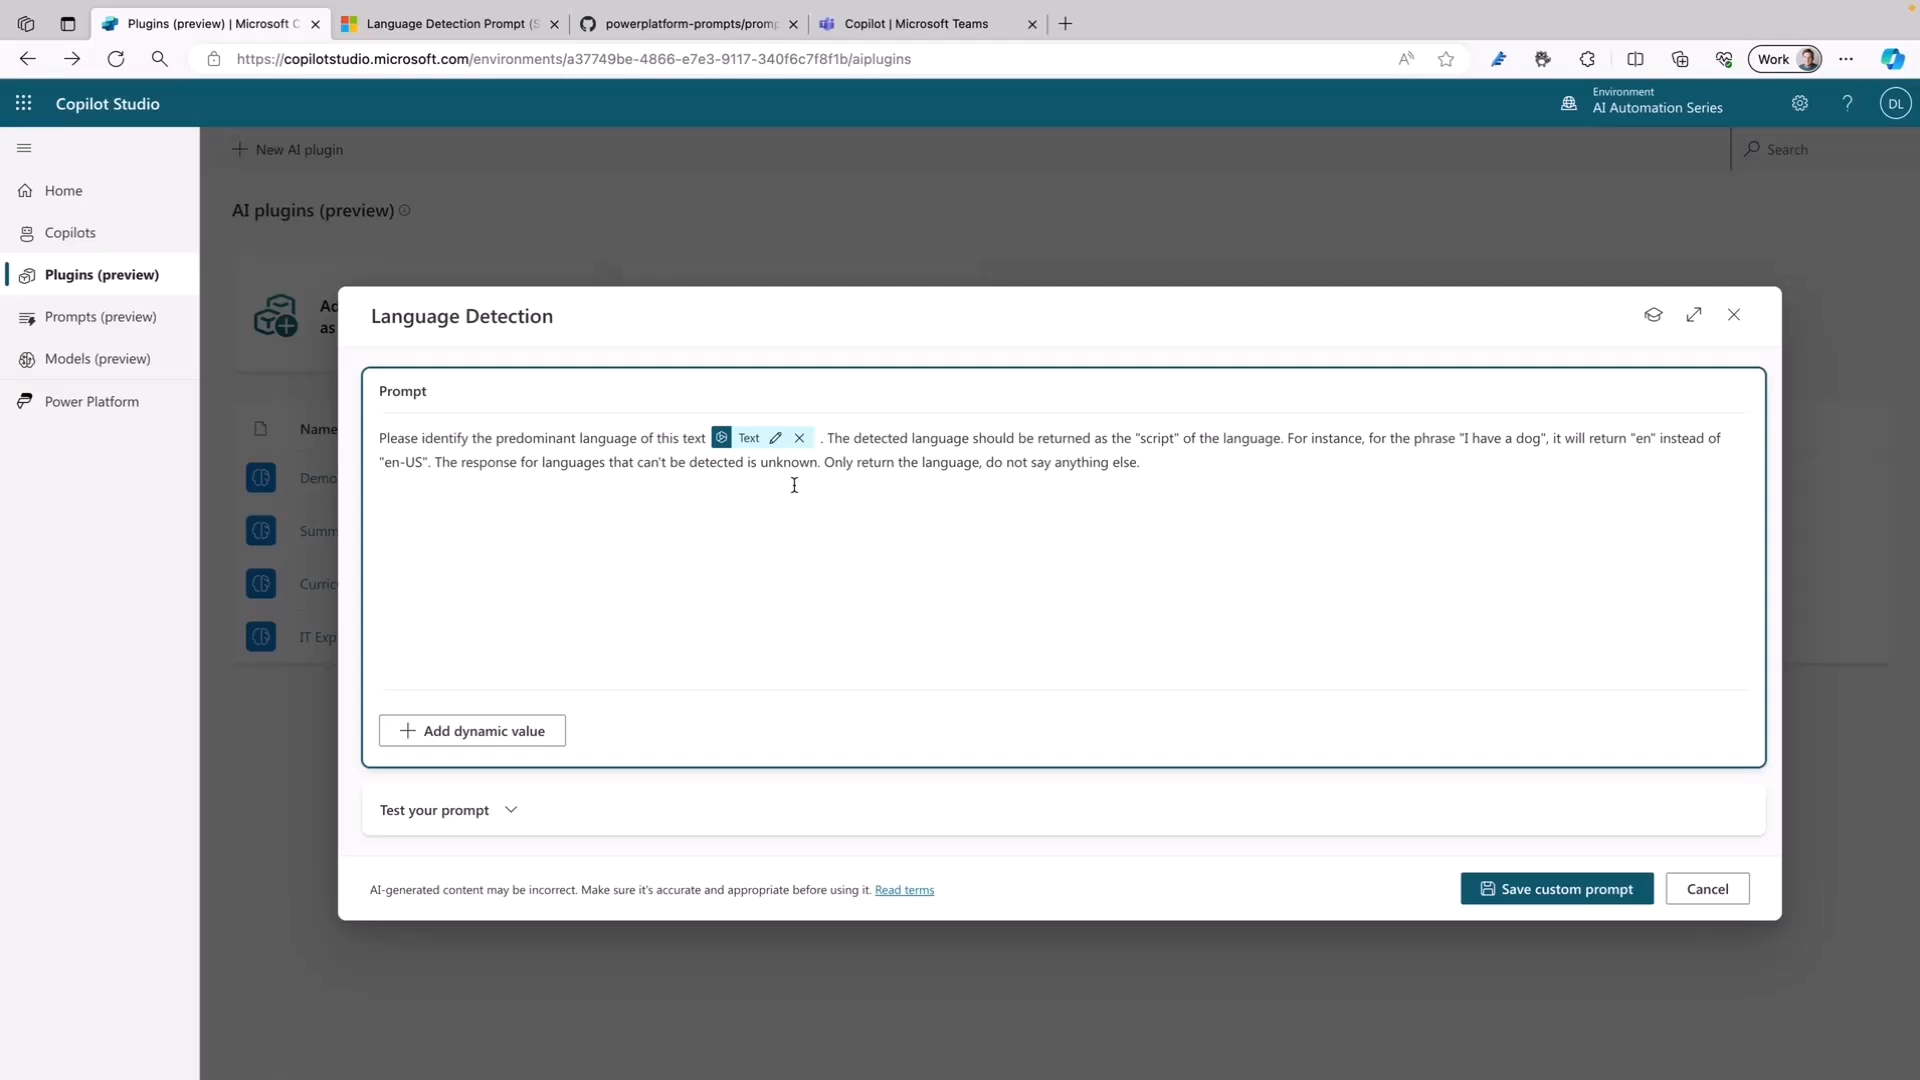 Plugins (preview) | Microsoft C
Language Detection Prompt (S
powerplatform-prompts/promp
Copilot | Microsoft Teams
https://copilotstudio.microsoft.com/environments/a37749be-4866-e7e3-9117-340f6c7f8f1b/aiplugins
Work
Copilot Studio
Environment
AI Automation Series
DL
New AI plugin
Search
Home
AI plugins (preview)
Copilots
Plugins (preview)
Prompts (preview)
Models (preview)
Power Platform
Ad
as
Name
Demo
Summ
Curric
IT Exp
Language Detection
Prompt
Please identify the predominant language of this text Text . The detected language should be returned as the "script" of the language. For instance, for the phrase "I have a dog", it will return "en" instead of
"en-US". The response for languages that can't be detected is unknown. Only return the language, do not say anything else.
Add dynamic value
Test your prompt
AI-generated content may be incorrect. Make sure it's accurate and appropriate before using it. Read terms
Save custom prompt
Cancel